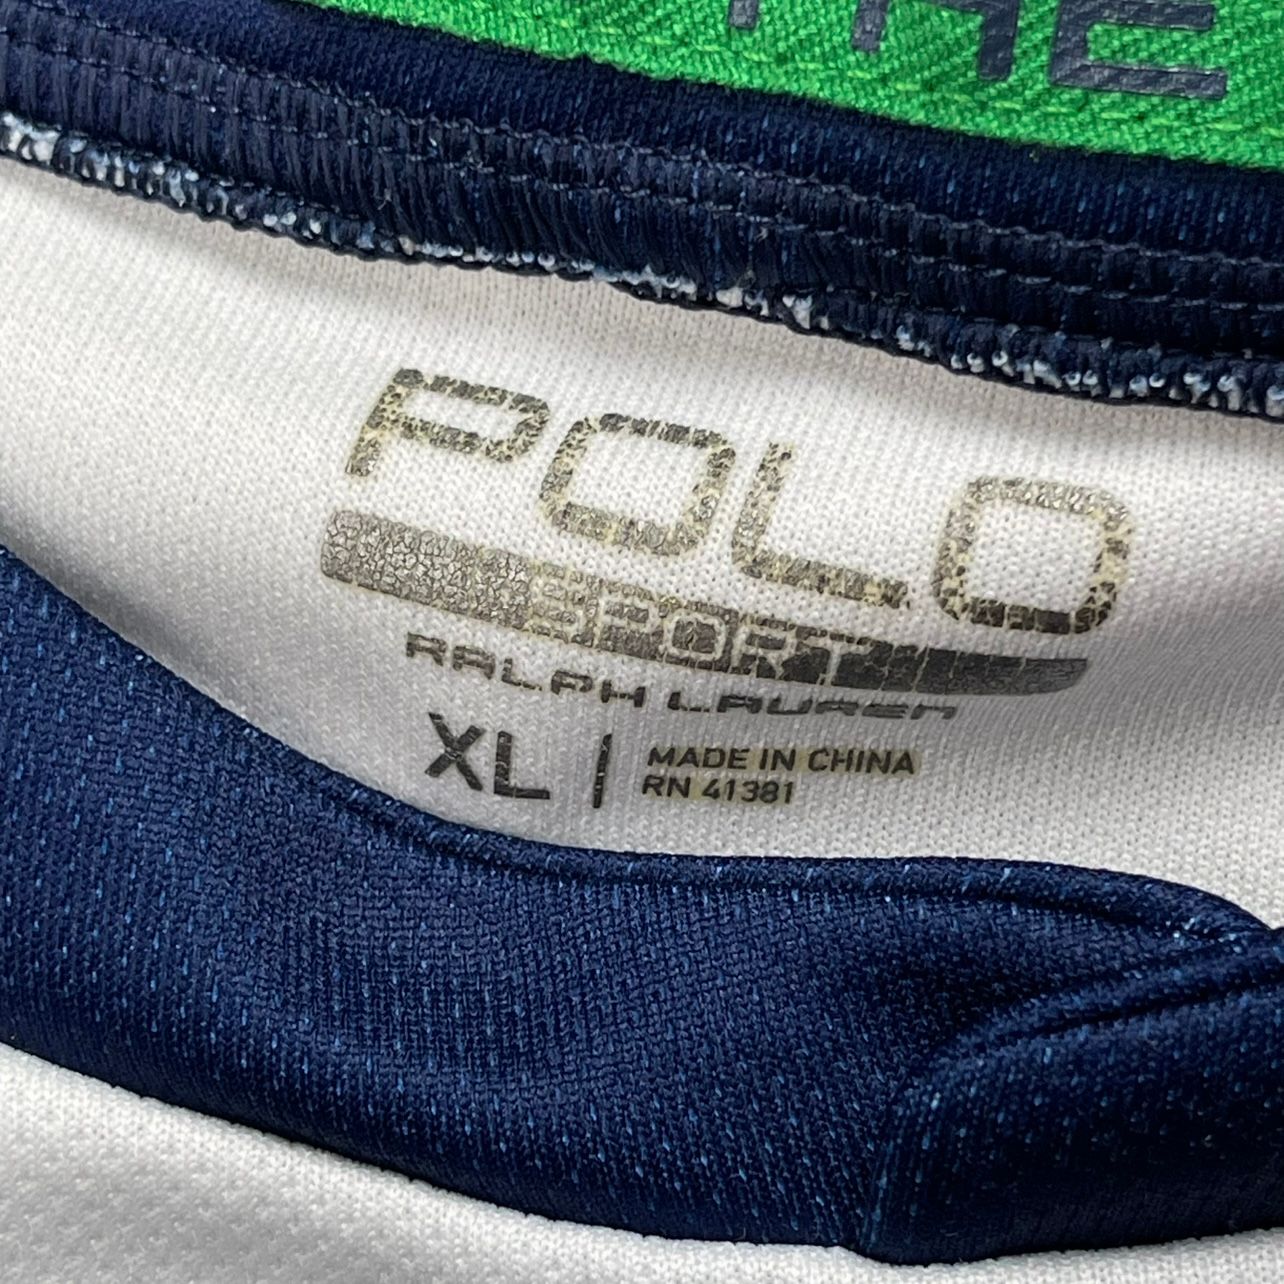 POLO
SPORT
RALPH LAUREN
XL | MADE IN CHINA
RN 41381